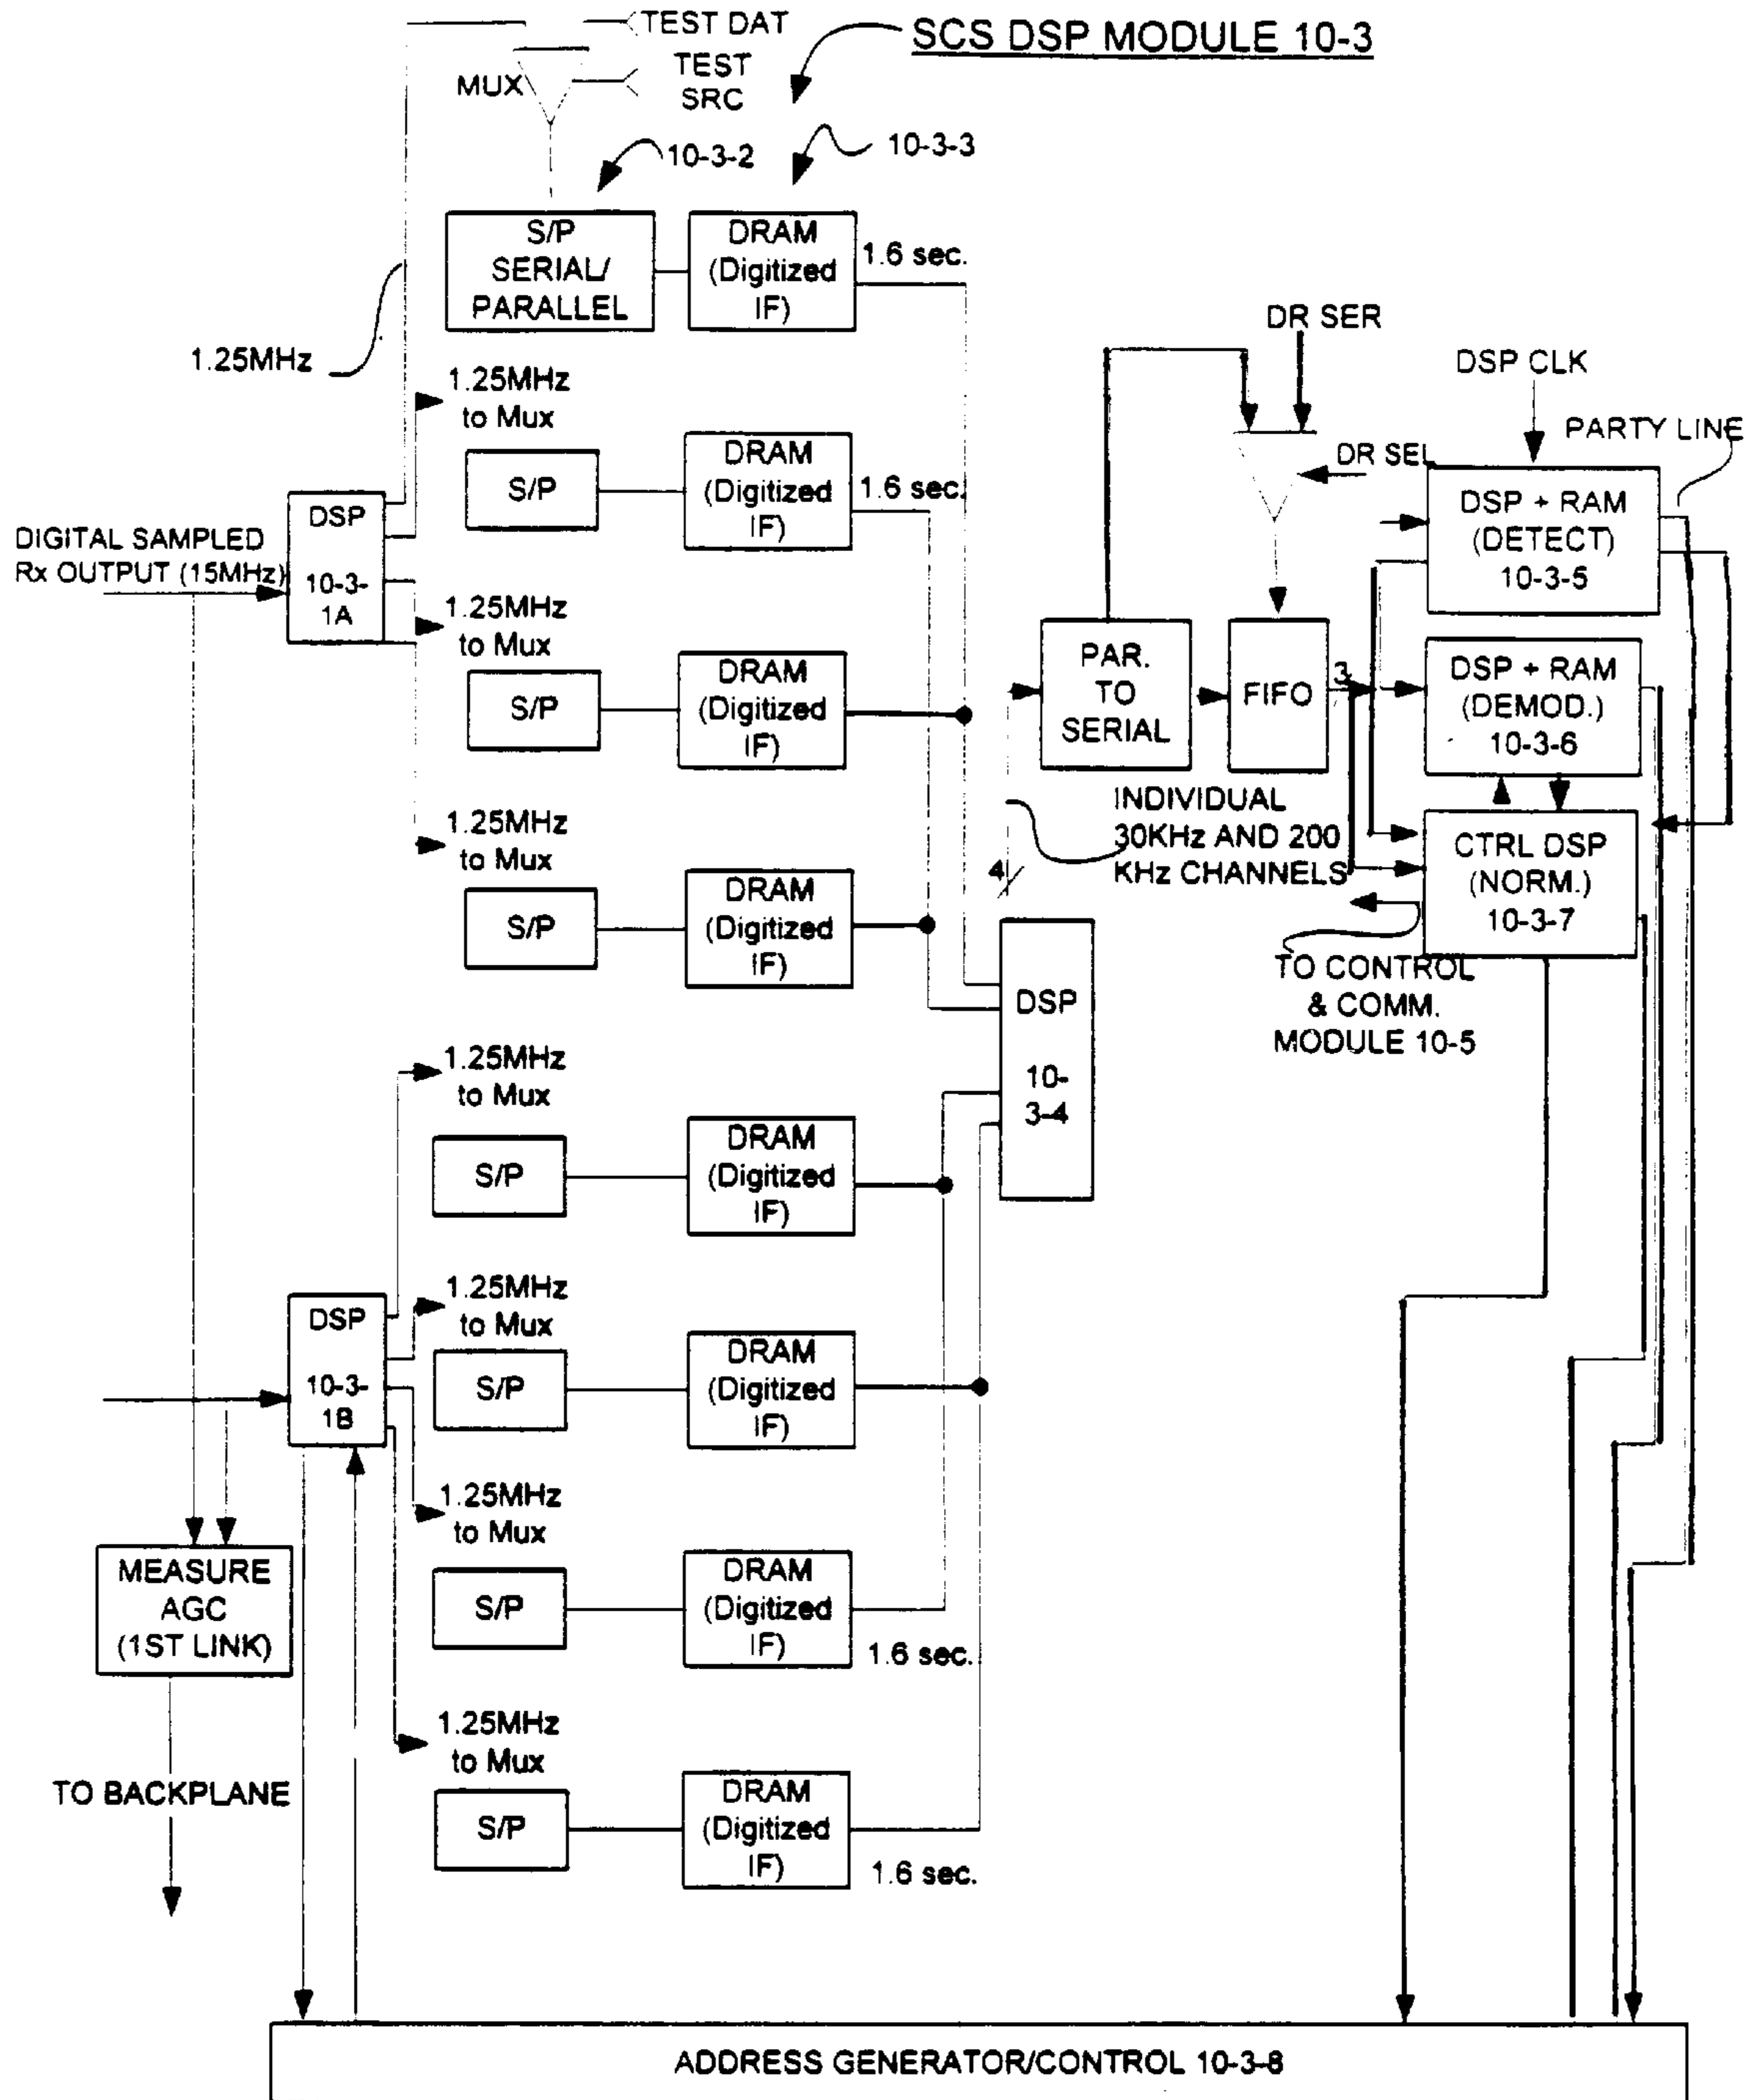 TEST DAT
SCS DSP MODULE 10-3
MUX
TEST
SRC
10-3-2
10-3-3
S/P
SERIAL/
PARALLEL
DRAM
(Digitized
IF)
1.6 sec.
1.25MHz
1.25MHz
to Mux
S/P
DRAM
(Digitized
IF)
1.6 sec.
DSP
10-3-
1A
DIGITAL SAMPLED
Rx OUTPUT (15MHz)
1.25MHz
to Mux
S/P
DRAM
(Digitized
IF)
1.25MHz
to Mux
S/P
DRAM
(Digitized
IF)
DR SER
DSP CLK
PARTY LINE
DR SEL
DSP + RAM
(DETECT)
10-3-5
PAR.
TO
SERIAL
FIFO
3
DSP + RAM
(DEMOD.)
10-3-6
INDIVIDUAL
30KHz AND 200
KHz CHANNELS
4
CTRL DSP
(NORM.)
10-3-7
TO CONTROL
& COMM.
MODULE 10-5
DSP
10-
3-4
1.25MHz
to Mux
S/P
DRAM
(Digitized
IF)
DSP
10-3-
1B
1.25MHz
to Mux
S/P
DRAM
(Digitized
IF)
1.25MHz
to Mux
S/P
DRAM
(Digitized
IF)
1.6 sec.
MEASURE
AGC
(1ST LINK)
1.25MHz
to Mux
S/P
DRAM
(Digitized
IF)
1.6 sec.
TO BACKPLANE
ADDRESS GENERATOR/CONTROL 10-3-8